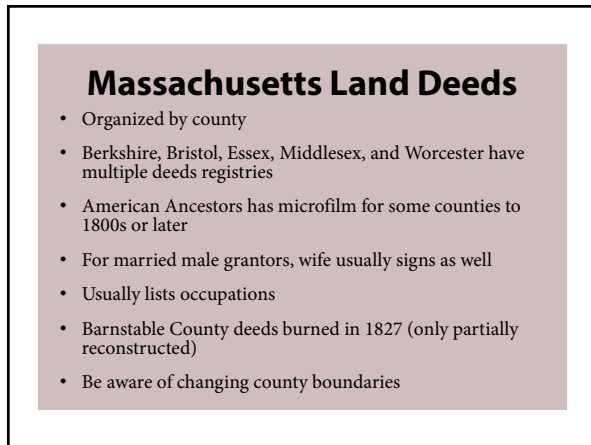 Massachusetts Land Deeds
• Organized by county
• Berkshire, Bristol, Essex, Middlesex, and Worcester have
multiple deeds registries
• American Ancestors has microfilm for some counties to
1800s or later
• For married male grantors, wife usually signs as well
• Usually lists occupations
• Barnstable County deeds burned in 1827 (only partially
reconstructed)
• Be aware of changing county boundaries